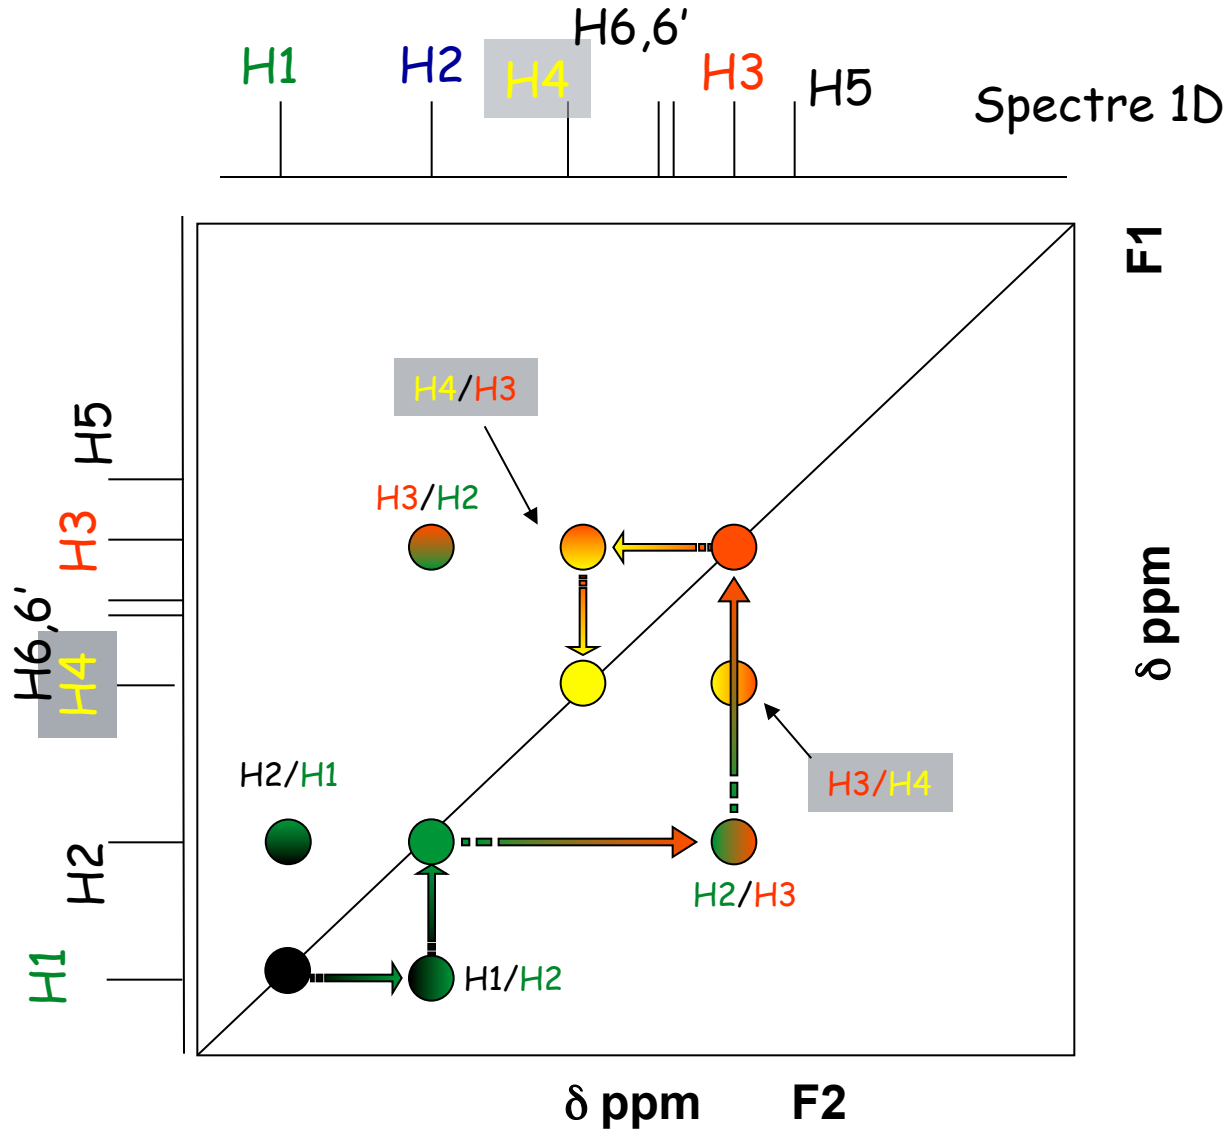 H6,6’
H1
H2
H4
H3
H5
Spectre 1D
F1
H4/H3
H5
H3/H2
H3
δ ppm
H6,6’
H4
H2/H1
H3/H4
H2
H2/H3
H1
H1/H2
δ ppm
F2